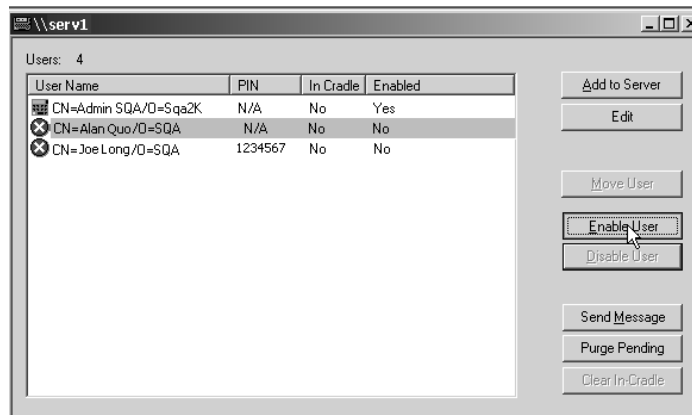 \\serv1
Users: 4
User Name PIN In Cradle Enabled
CN=Admin SQA/O=Sqa2K N/A No Yes
CN=Alan Quo/O=SQA N/A No No
CN=Joe Long/O=SQA 1234567 No No
Add to Server
Edit
Move User
Enable User
Disable User
Send Message
Purge Pending
Clear In-Cradle